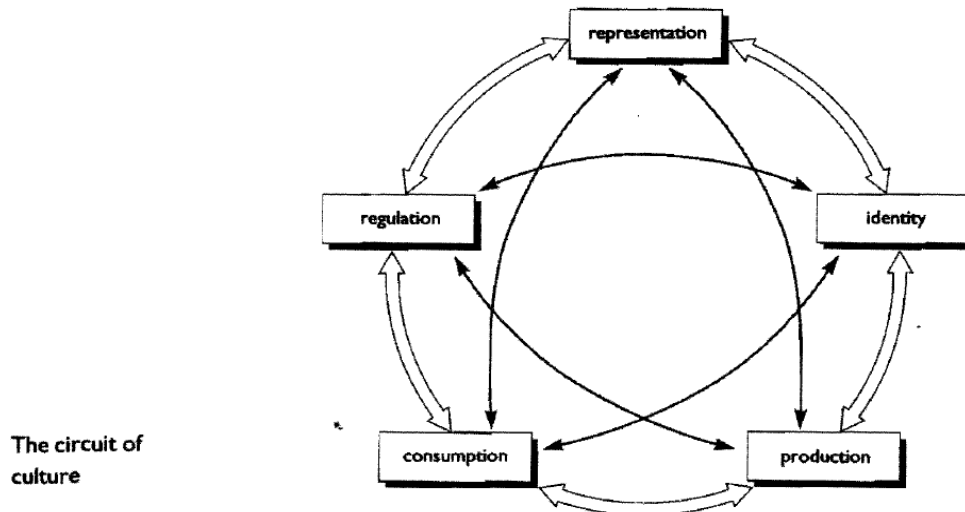 representation
regulation
identity
consumption
production
The circuit of
culture